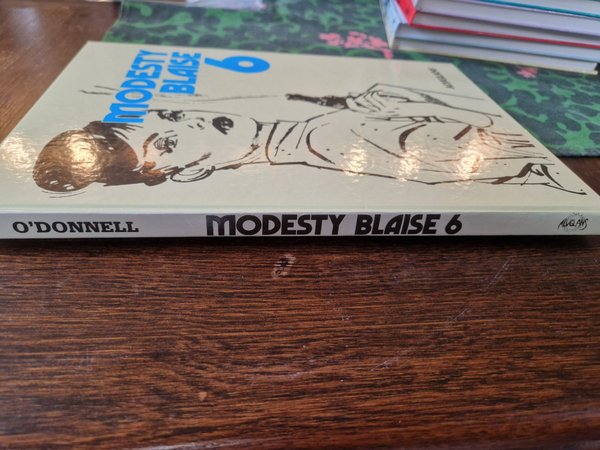 MODESTY
BLAISE
6
O'DONNELL MODESTY BLAISE 6